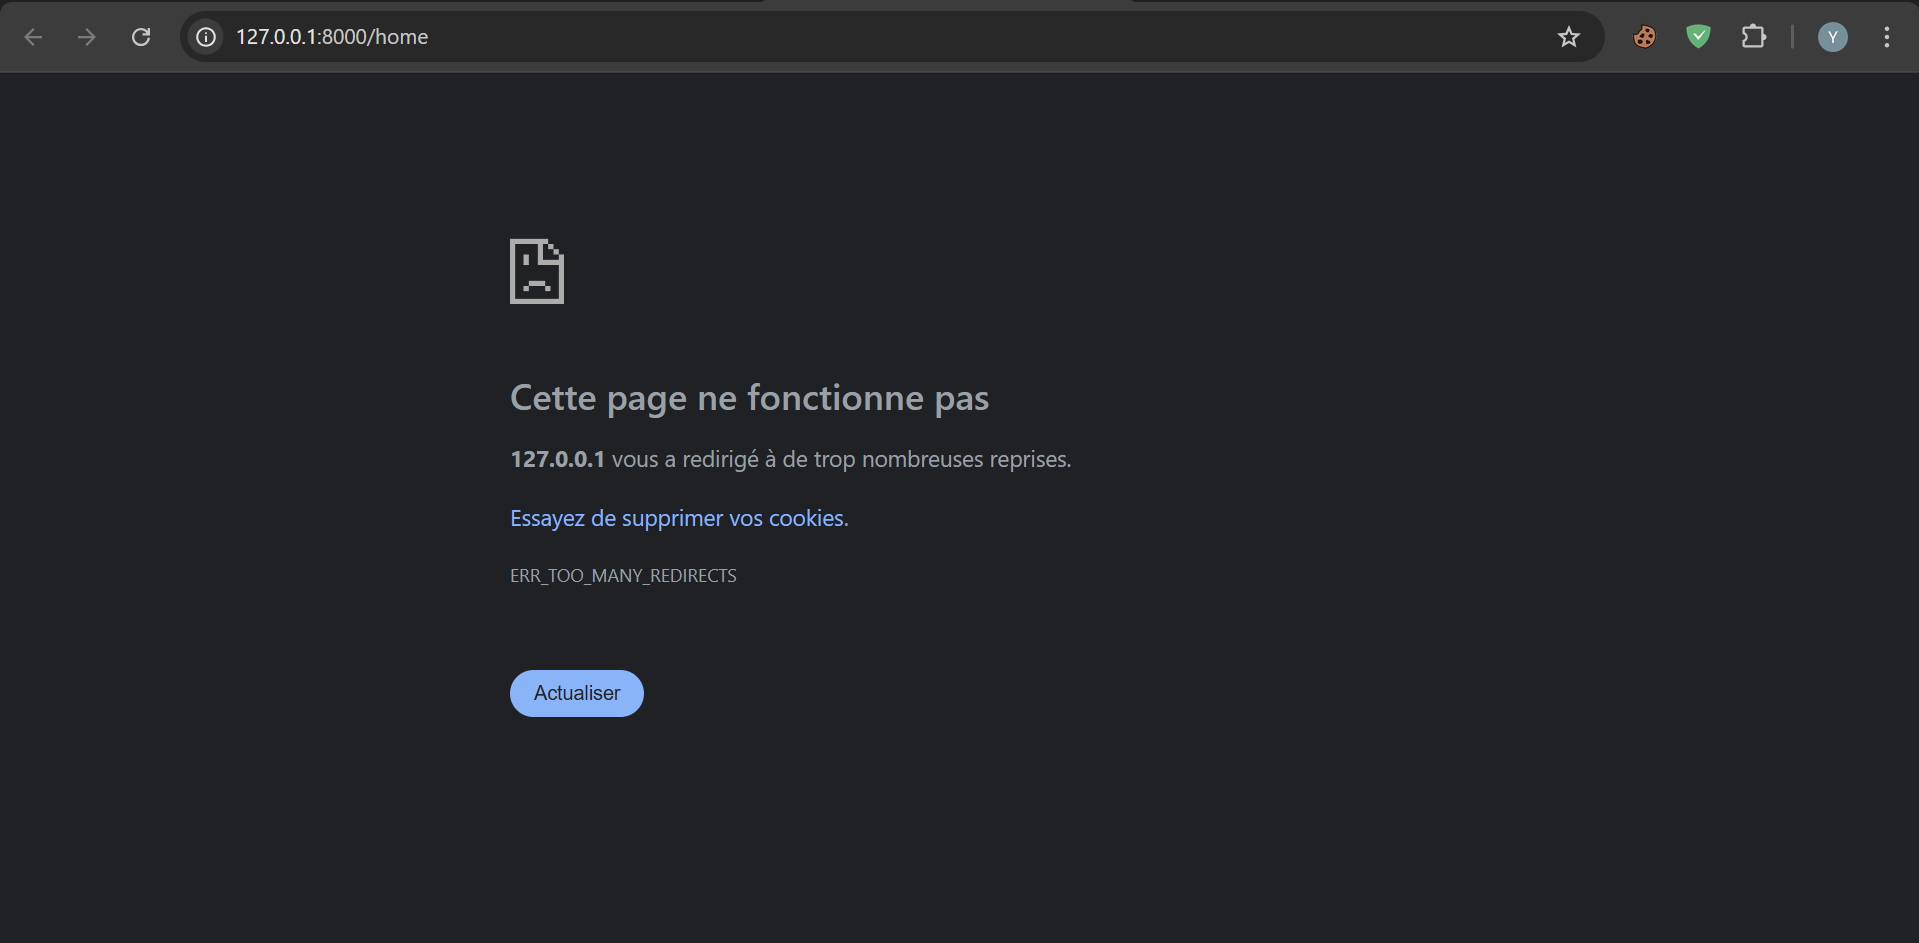 127.0.0.1:8000/home
Y
Cette page ne fonctionne pas
127.0.0.1 vous a redirigé à de trop nombreuses reprises.
Essayez de supprimer vos cookies.
ERR_TOO_MANY_REDIRECTS
Actualiser